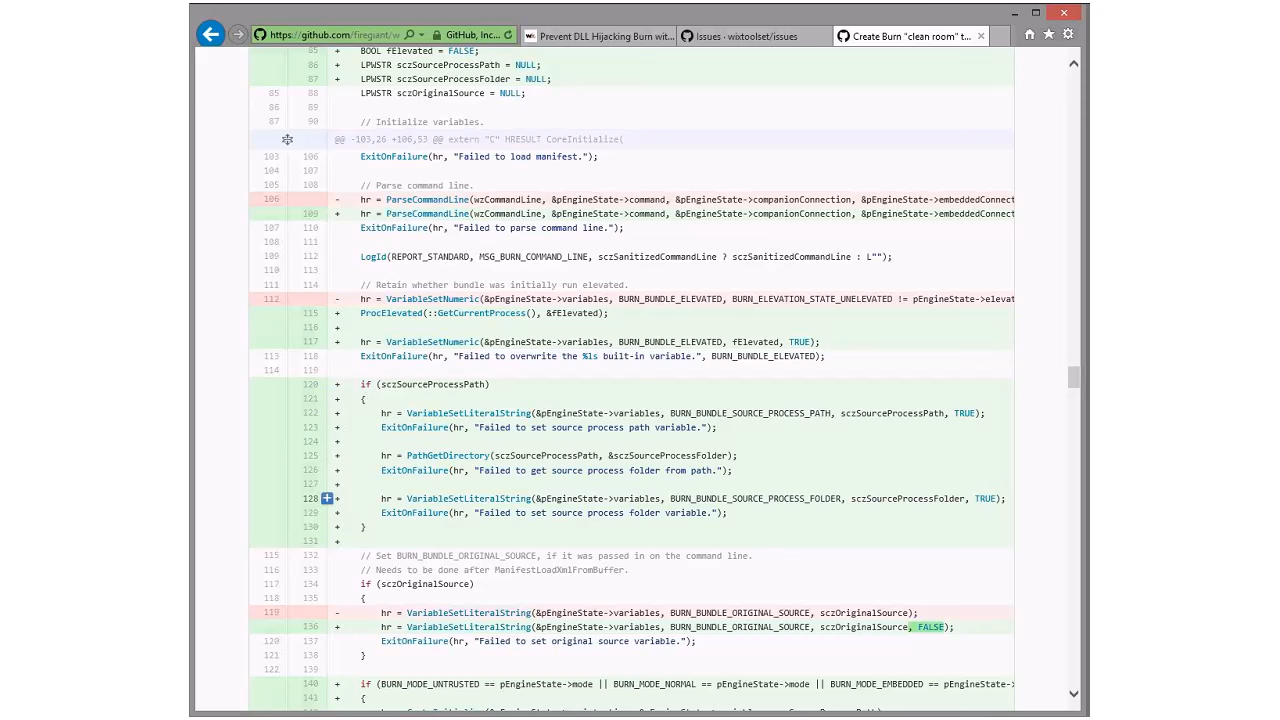 https://github.com/firegiant/w GitHub, Inc. Prevent DLL Hijacking Burn wit... Issues · wixtoolset/issues Create Burn "clean room" t...
85 + BOOL fElevated = FALSE;
86 + LPWSTR sczSourceProcessPath = NULL;
87 + LPWSTR sczSourceProcessFolder = NULL;
85 88 LPWSTR sczOriginalSource = NULL;
86 89
87 90 // Initialize variables.
@@ -103,26 +106,53 @@ extern "C" HRESULT CoreInitialize(
103 106 ExitOnFailure(hr, "Failed to load manifest.");
104 107
105 108 // Parse command line.
106 - hr = ParseCommandLine(wzCommandLine, &pEngineState->command, &pEngineState->companionConnection, &pEngineState->embeddedConnect
109 + hr = ParseCommandLine(wzCommandLine, &pEngineState->command, &pEngineState->companionConnection, &pEngineState->embeddedConnect
107 110 ExitOnFailure(hr, "Failed to parse command line.");
108 111
109 112 LogId(REPORT_STANDARD, MSG_BURN_COMMAND_LINE, sczSanitizedCommandLine ? sczSanitizedCommandLine : L"");
110 113
111 114 // Retain whether bundle was initially run elevated.
112 - hr = VariableSetNumeric(&pEngineState->variables, BURN_BUNDLE_ELEVATED, BURN_ELEVATION_STATE_UNELEVATED != pEngineState->elevat
115 + ProcElevated(::GetCurrentProcess(), &fElevated);
116 +
117 + hr = VariableSetNumeric(&pEngineState->variables, BURN_BUNDLE_ELEVATED, fElevated, TRUE);
113 118 ExitOnFailure(hr, "Failed to overwrite the %ls built-in variable.", BURN_BUNDLE_ELEVATED);
114 119
120 + if (sczSourceProcessPath)
121 + {
122 + hr = VariableSetLiteralString(&pEngineState->variables, BURN_BUNDLE_SOURCE_PROCESS_PATH, sczSourceProcessPath, TRUE);
123 + ExitOnFailure(hr, "Failed to set source process path variable.");
124 +
125 + hr = PathGetDirectory(sczSourceProcessPath, &sczSourceProcessFolder);
126 + ExitOnFailure(hr, "Failed to get source process folder from path.");
127 +
128 + hr = VariableSetLiteralString(&pEngineState->variables, BURN_BUNDLE_SOURCE_PROCESS_FOLDER, sczSourceProcessFolder, TRUE);
129 + ExitOnFailure(hr, "Failed to set source process folder variable.");
130 + }
131 +
115 132 // Set BURN_BUNDLE_ORIGINAL_SOURCE, if it was passed in on the command line.
116 133 // Needs to be done after ManifestLoadXmlFromBuffer.
117 134 if (sczOriginalSource)
118 135 {
119 - hr = VariableSetLiteralString(&pEngineState->variables, BURN_BUNDLE_ORIGINAL_SOURCE, sczOriginalSource);
136 + hr = VariableSetLiteralString(&pEngineState->variables, BURN_BUNDLE_ORIGINAL_SOURCE, sczOriginalSource, FALSE);
120 137 ExitOnFailure(hr, "Failed to set original source variable.");
121 138 }
122 139
140 + if (BURN_MODE_UNTRUSTED == pEngineState->mode || BURN_MODE_NORMAL == pEngineState->mode || BURN_MODE_EMBEDDED == pEngineState->
141 + {